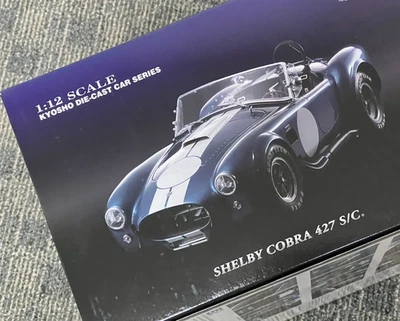 1:12 SCALE
KYOSHO DIE-CAST CAR SERIES
SHELBY COBRA 427 S/C.